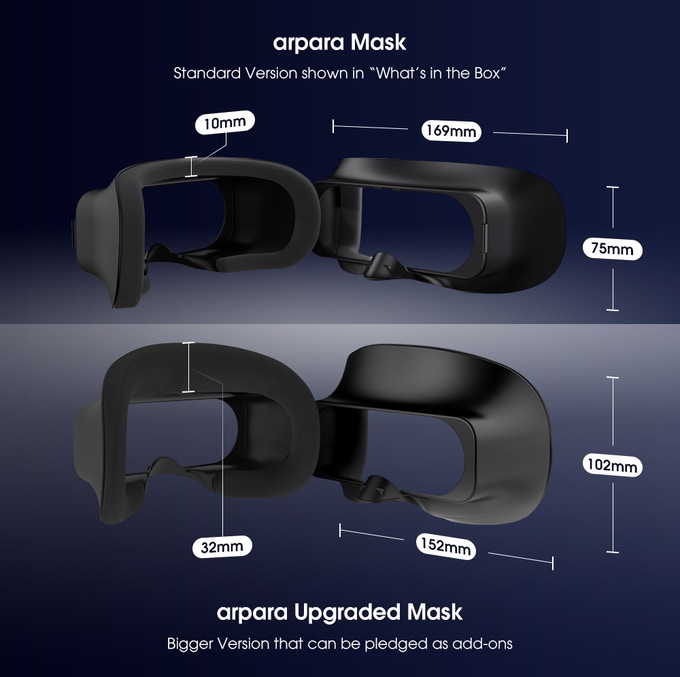 arpara Mask
Standard Version shown in “What’s in the Box”
10mm
169mm
75mm
102mm
32mm
152mm
arpara Upgraded Mask
Bigger Version that can be pledged as add-ons